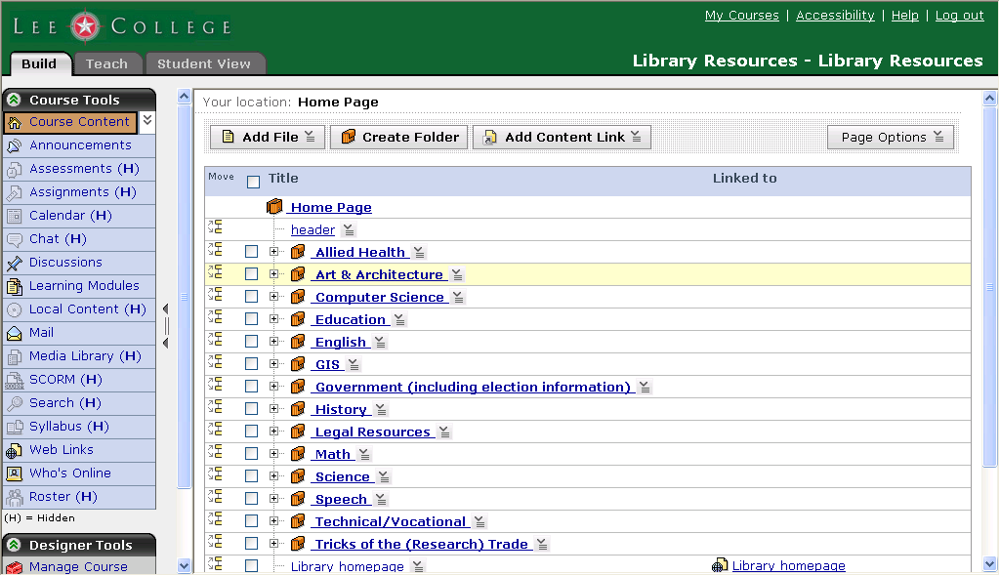 LEE COLLEGE
My Courses | Accessibility | Help | Log out
Build Teach Student View
Library Resources - Library Resources
Course Tools
Course Content
Announcements
Assessments (H)
Assignments (H)
Calendar (H)
Chat (H)
Discussions
Learning Modules
Local Content (H)
Mail
Media Library (H)
SCORM (H)
Search (H)
Syllabus (H)
Web Links
Who's Online
Roster (H)
(H) = Hidden
Designer Tools
Manage Course
Your location: Home Page
Add File Create Folder Add Content Link Page Options
Move Title Linked to
Home Page
header
Allied Health
Art & Architecture
Computer Science
Education
English
GIS
Government (including election information)
History
Legal Resources
Math
Science
Speech
Technical/Vocational
Tricks of the (Research) Trade
Library homepage Library homepage